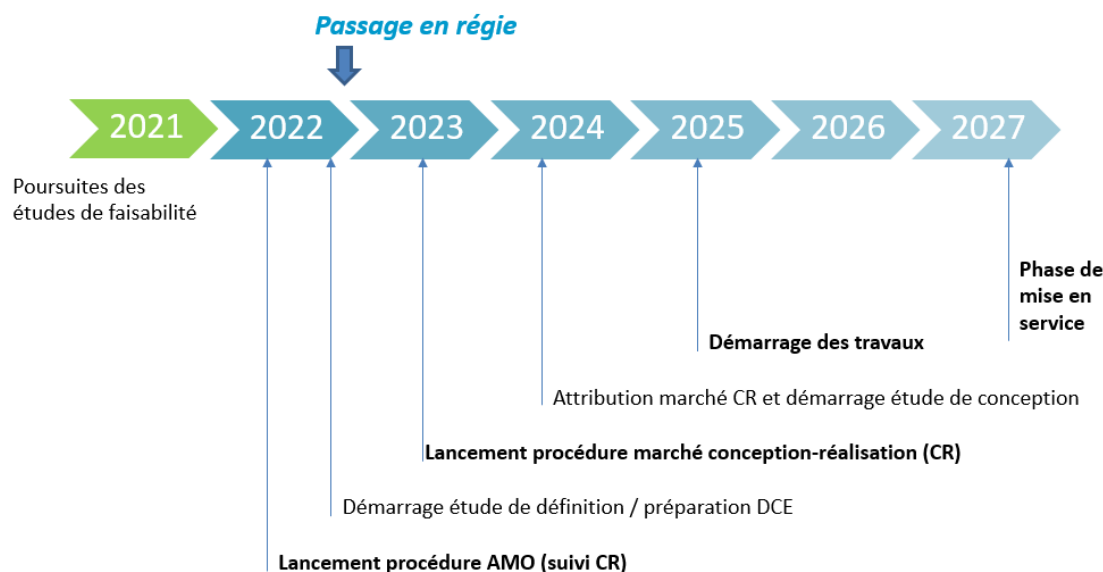 Passage en régie
2021
2022
2023
2024
2025
2026
2027
Poursuites des
études de faisabilité
Phase de
mise en
service
Démarrage des travaux
Attribution marché CR et démarrage étude de conception
Lancement procédure marché conception-réalisation (CR)
Démarrage étude de définition / préparation DCE
Lancement procédure AMO (suivi CR)